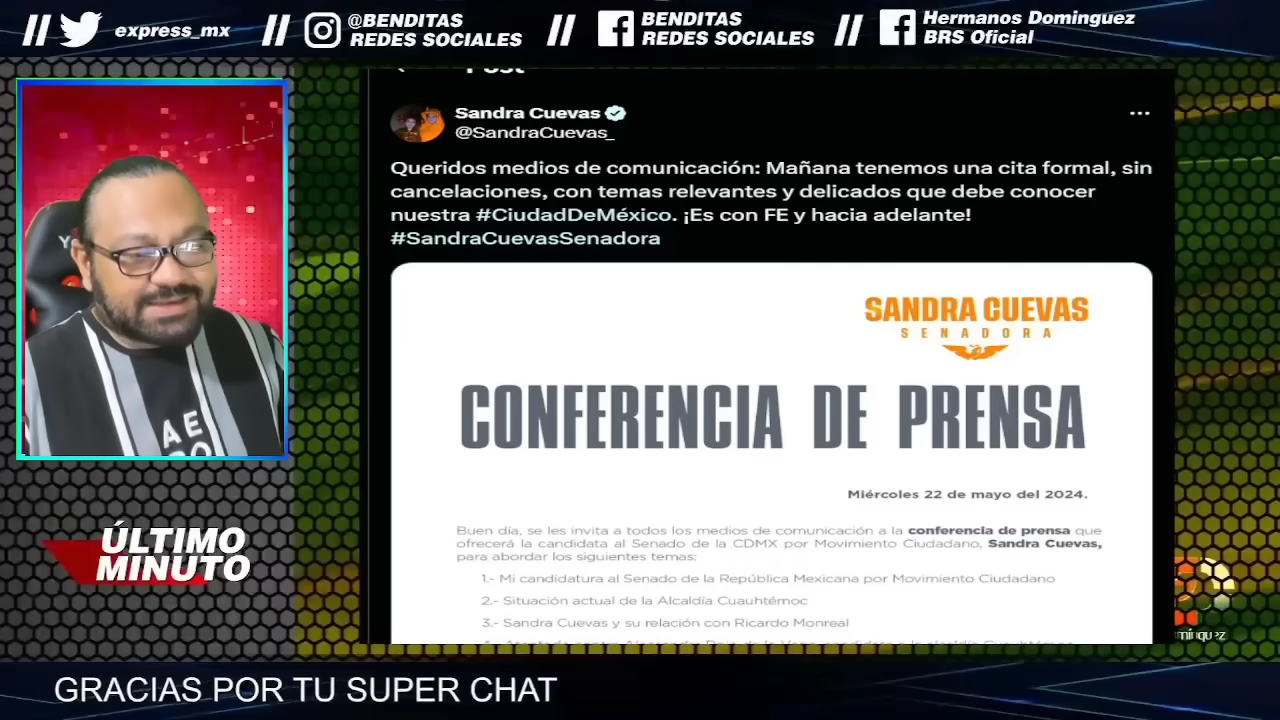 // express_mx // @BENDITAS REDES SOCIALES // BENDITAS REDES SOCIALES // Hermanos Dominguez BRS Oficial
Post
Sandra Cuevas
@SandraCuevas_
Queridos medios de comunicación: Mañana tenemos una cita formal, sin
cancelaciones, con temas relevantes y delicados que debe conocer
nuestra #CiudadDeMéxico. ¡Es con FE y hacia adelante!
#SandraCuevasSenadora
SANDRA CUEVAS
SENADORA
CONFERENCIA DE PRENSA
Miércoles 22 de mayo del 2024.
Buen día, se les invita a todos los medios de comunicación a la conferencia de prensa que
ofrecerá la candidata al Senado de la CDMX por Movimiento Ciudadano, Sandra Cuevas,
para abordar los siguientes temas:
1.- Mi candidatura al Senado de la República Mexicana por Movimiento Ciudadano
2.- Situación actual de la Alcaldía Cuauhtémoc
3.- Sandra Cuevas y su relación con Ricardo Monreal
AE
ÚLTIMO
MINUTO
GRACIAS POR TU SUPER CHAT